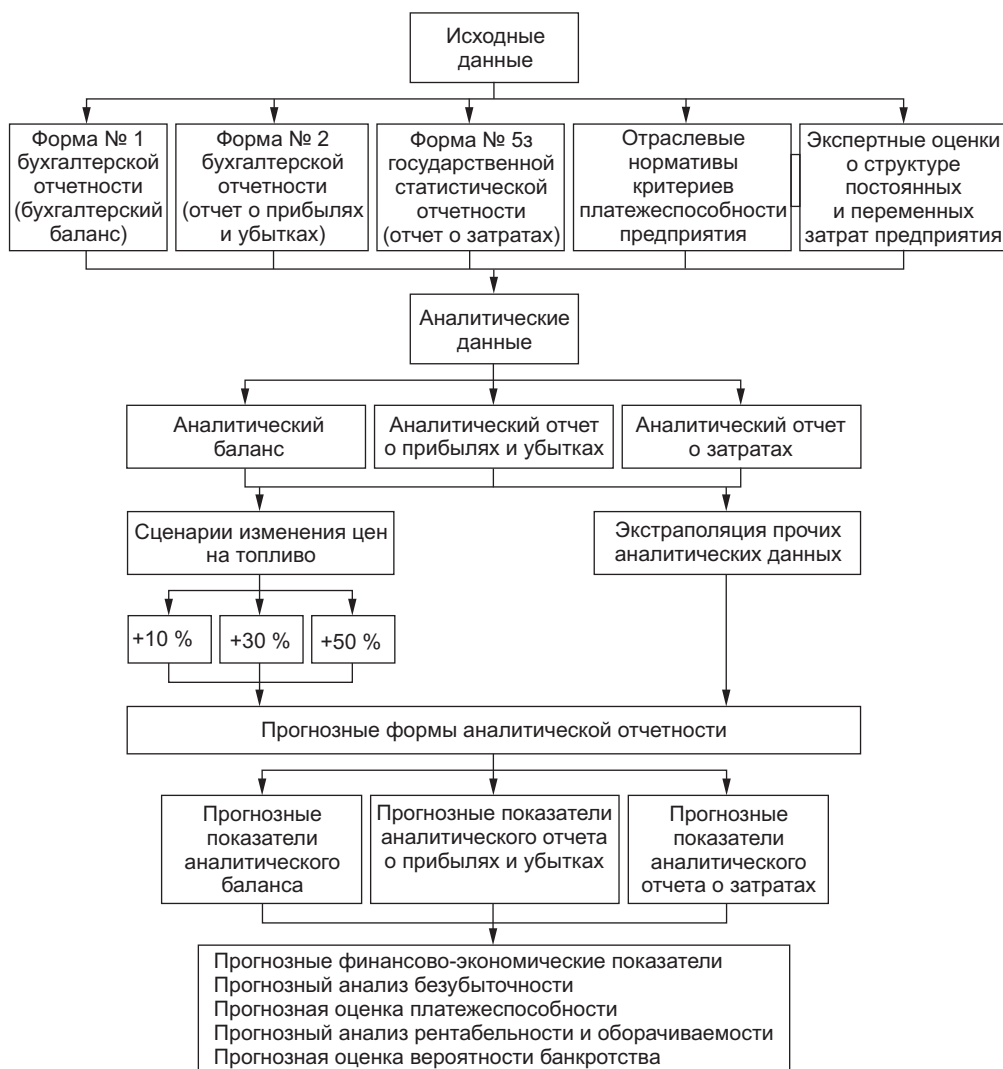 Исходные
данные
Форма № 1
бухгалтерской
отчетности
(бухгалтерский
баланс)
Форма № 2
бухгалтерской
отчетности
(отчет о прибылях
и убытках)
Форма № 5з
государственной
статистической
отчетности
(отчет о затратах)
Отраслевые
нормативы
критериев
платежеспособности
предприятия
Экспертные оценки
о структуре
постоянных
и переменных
затрат предприятия
Аналитические
данные
Аналитический
баланс
Аналитический отчет
о прибылях и убытках
Аналитический отчет
о затратах
Сценарии изменения цен
на топливо
Экстраполяция прочих
аналитических данных
+10 %
+30 %
+50 %
Прогнозные формы аналитической отчетности
Прогнозные
показатели
аналитического
баланса
Прогнозные показатели
аналитического отчета
о прибылях и убытках
Прогнозные
показатели
аналитического
отчета о затратах
Прогнозные финансово-экономические показатели
Прогнозный анализ безубыточности
Прогнозная оценка платежеспособности
Прогнозный анализ рентабельности и оборачиваемости
Прогнозная оценка вероятности банкротства